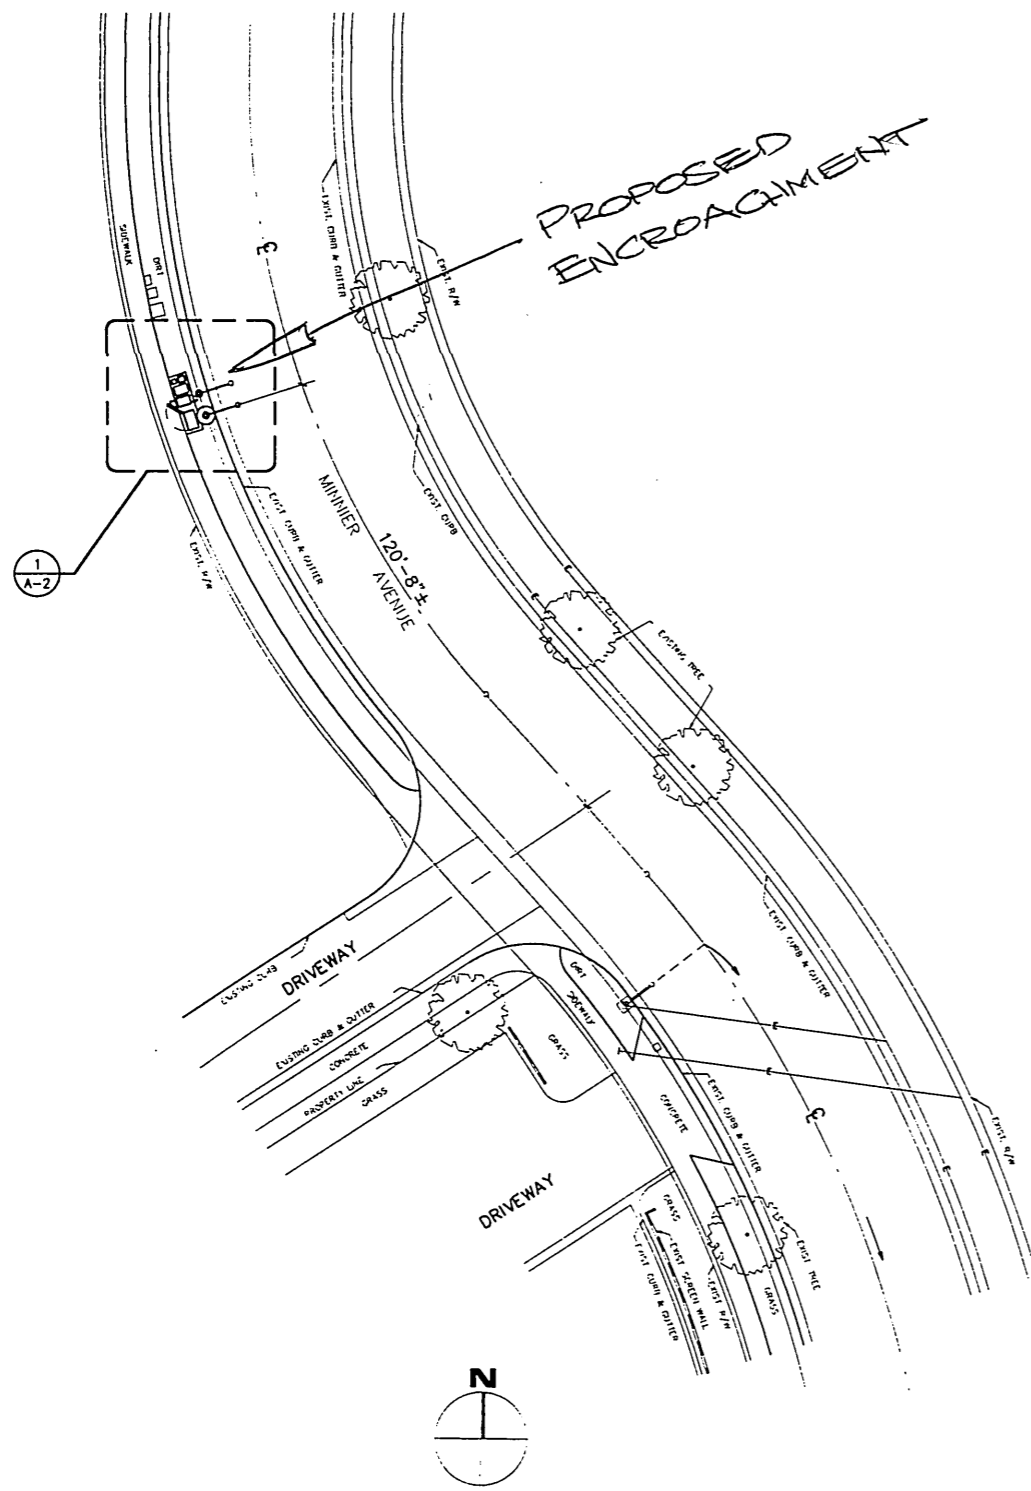 PROPOSED
ENCROACHMENT
SIDEWALK
DIRT
EXIST. CURB & GUTTER
EXIST. R/W
1
A-2
EXIST. R/W
EXIST CURB & GUTTER
MINNIER
AVENUE
120'-8"±
EXIST. CURB
EXISTING TREE
EXIST CURB & GUTTER
EXISTING CURB
DRIVEWAY
EXISTING CURB & GUTTER
CONCRETE
PROPERTY LINE
GRASS
DIRT
SIDEWALK
GRASS
CONCRETE
EXIST. CURB & GUTTER
EXIST. R/W
DRIVEWAY
GRASS
EXIST SCREEN WALL
EXIST CURB & GUTTER
EXIST R/W
GRASS
EXIST TREE
E
E
E
E
E
E
N